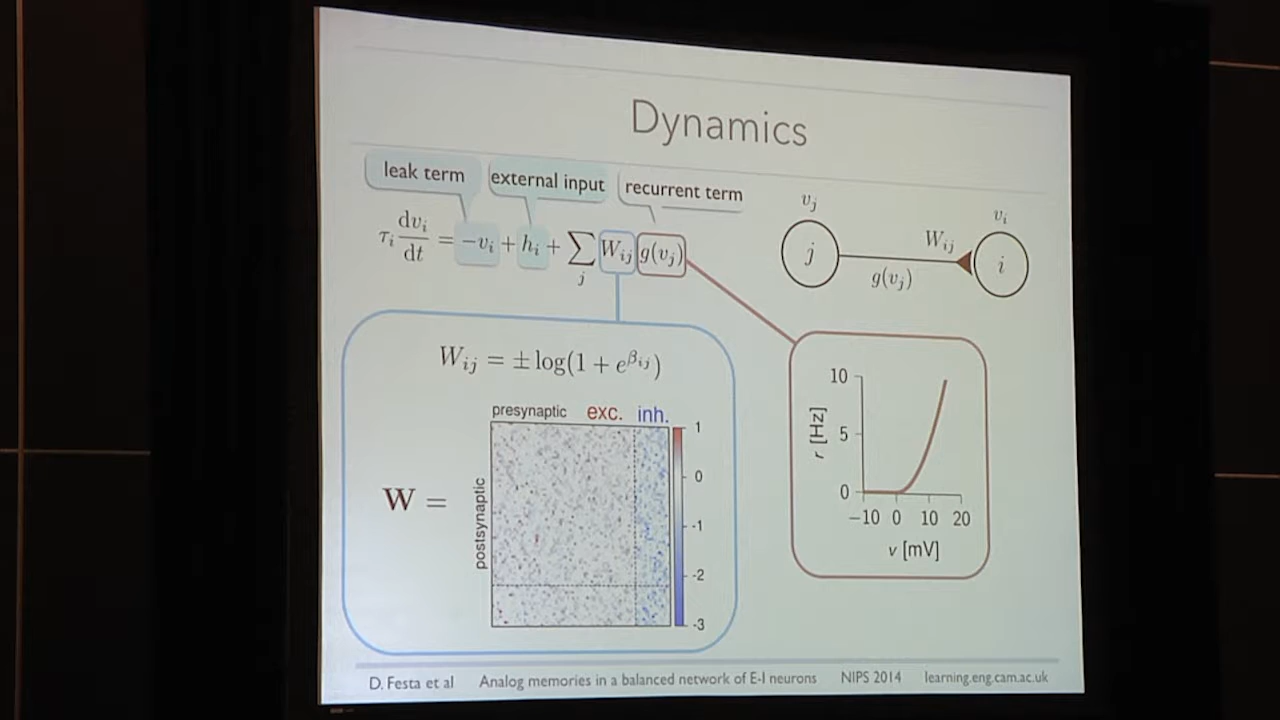 Dynamics
leak term
external input
recurrent term
τᵢ dvᵢ/dt = −vᵢ + hᵢ + ∑ⱼ Wᵢⱼ g(vⱼ)
vⱼ
vᵢ
j
Wᵢⱼ
i
g(vⱼ)
Wᵢⱼ = ± log(1 + e^βᵢⱼ)
presynaptic exc. inh.
postsynaptic
W =
1
0
-1
-2
-3
r [Hz]
10
5
0
−10 0 10 20
v [mV]
D. Festa et al Analog memories in a balanced network of E-I neurons NIPS 2014 learning.eng.cam.ac.uk